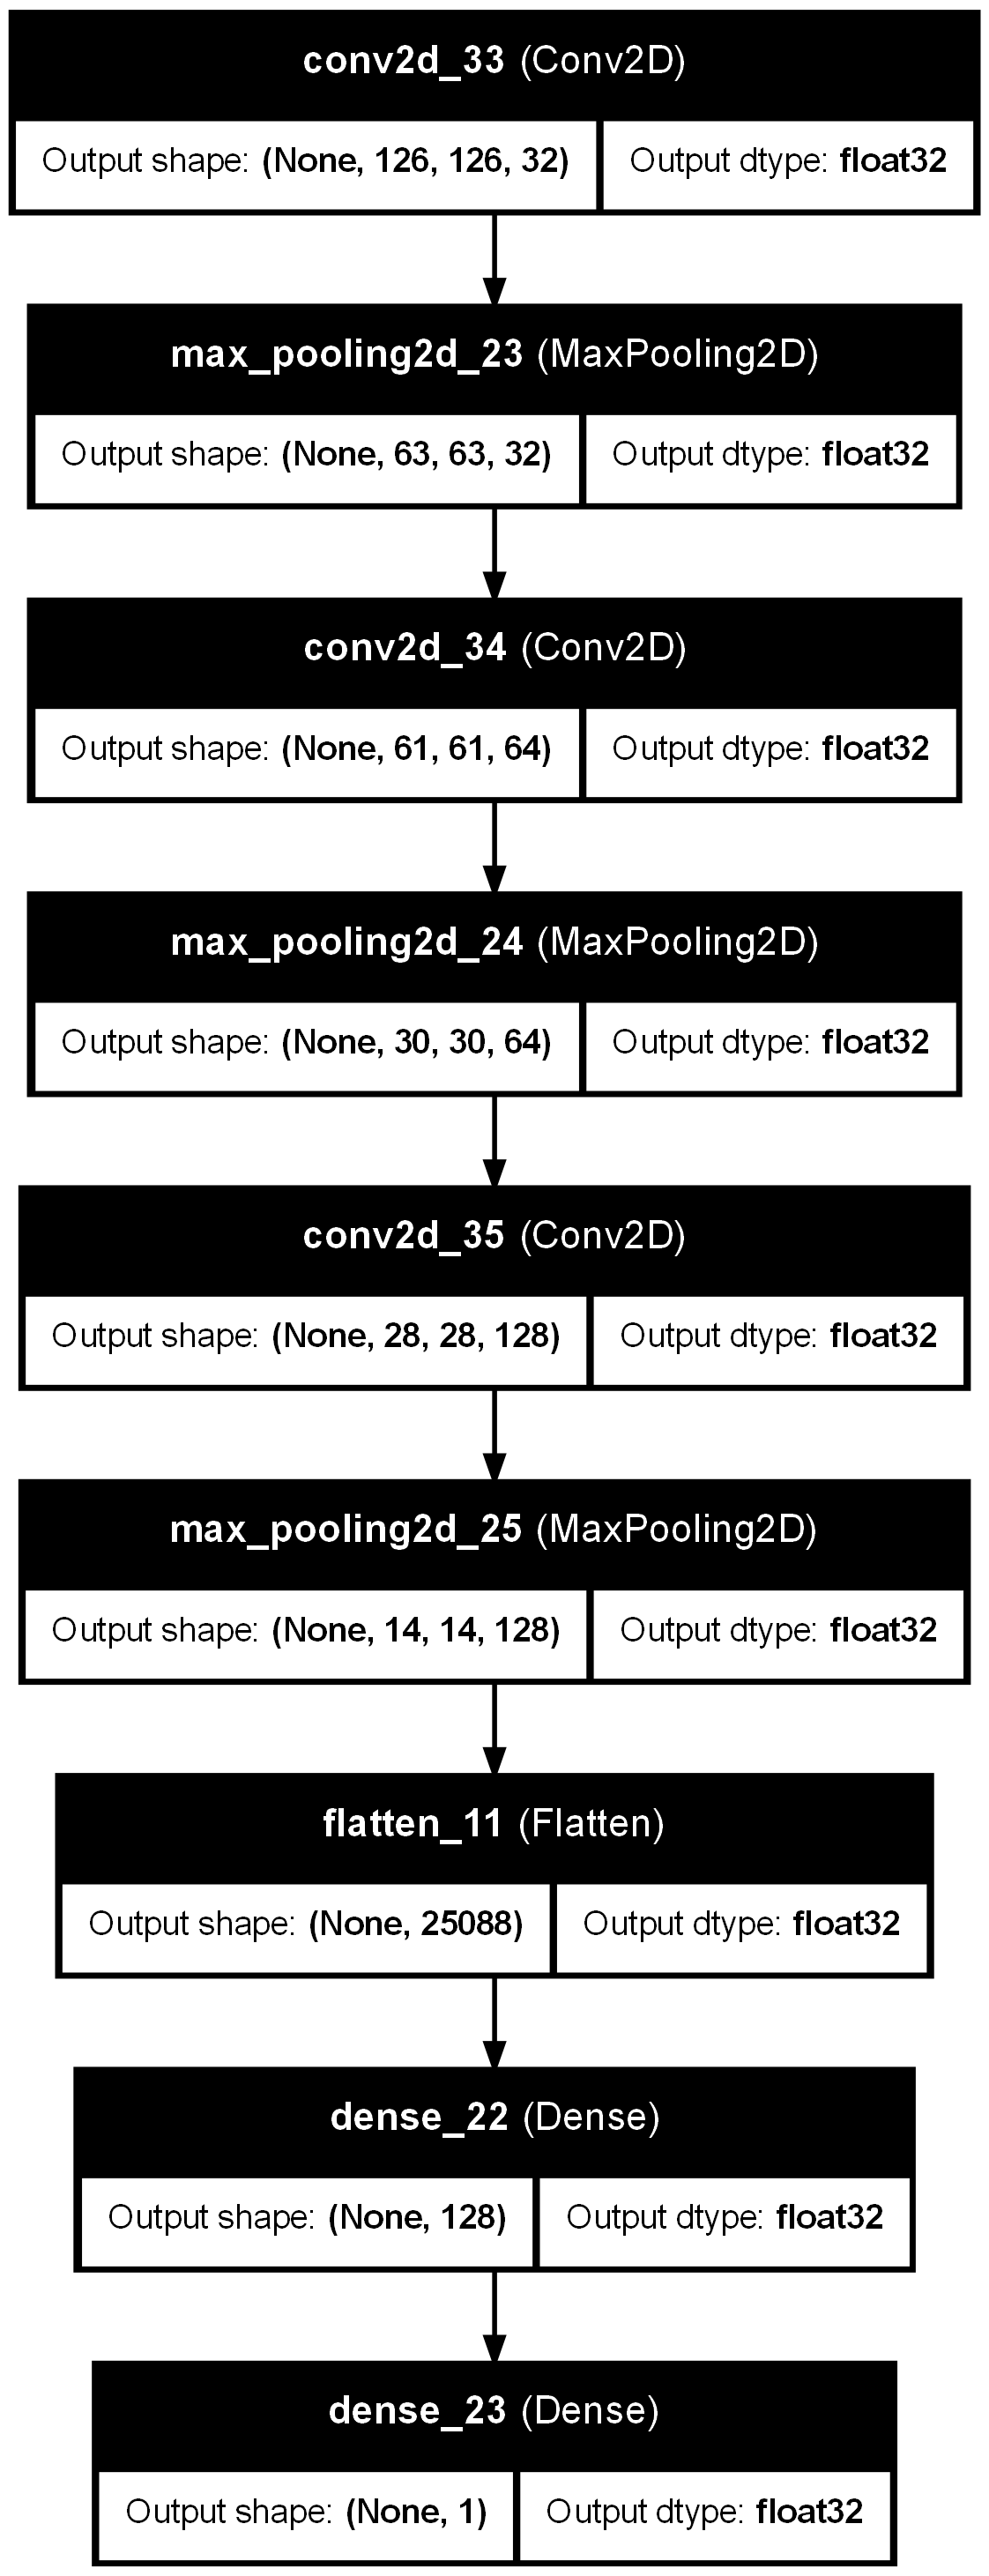 conv2d_33 (Conv2D)
Output shape: (None, 126, 126, 32) Output dtype: float32
max_pooling2d_23 (MaxPooling2D)
Output shape: (None, 63, 63, 32) Output dtype: float32
conv2d_34 (Conv2D)
Output shape: (None, 61, 61, 64) Output dtype: float32
max_pooling2d_24 (MaxPooling2D)
Output shape: (None, 30, 30, 64) Output dtype: float32
conv2d_35 (Conv2D)
Output shape: (None, 28, 28, 128) Output dtype: float32
max_pooling2d_25 (MaxPooling2D)
Output shape: (None, 14, 14, 128) Output dtype: float32
flatten_11 (Flatten)
Output shape: (None, 25088) Output dtype: float32
dense_22 (Dense)
Output shape: (None, 128) Output dtype: float32
dense_23 (Dense)
Output shape: (None, 1) Output dtype: float32